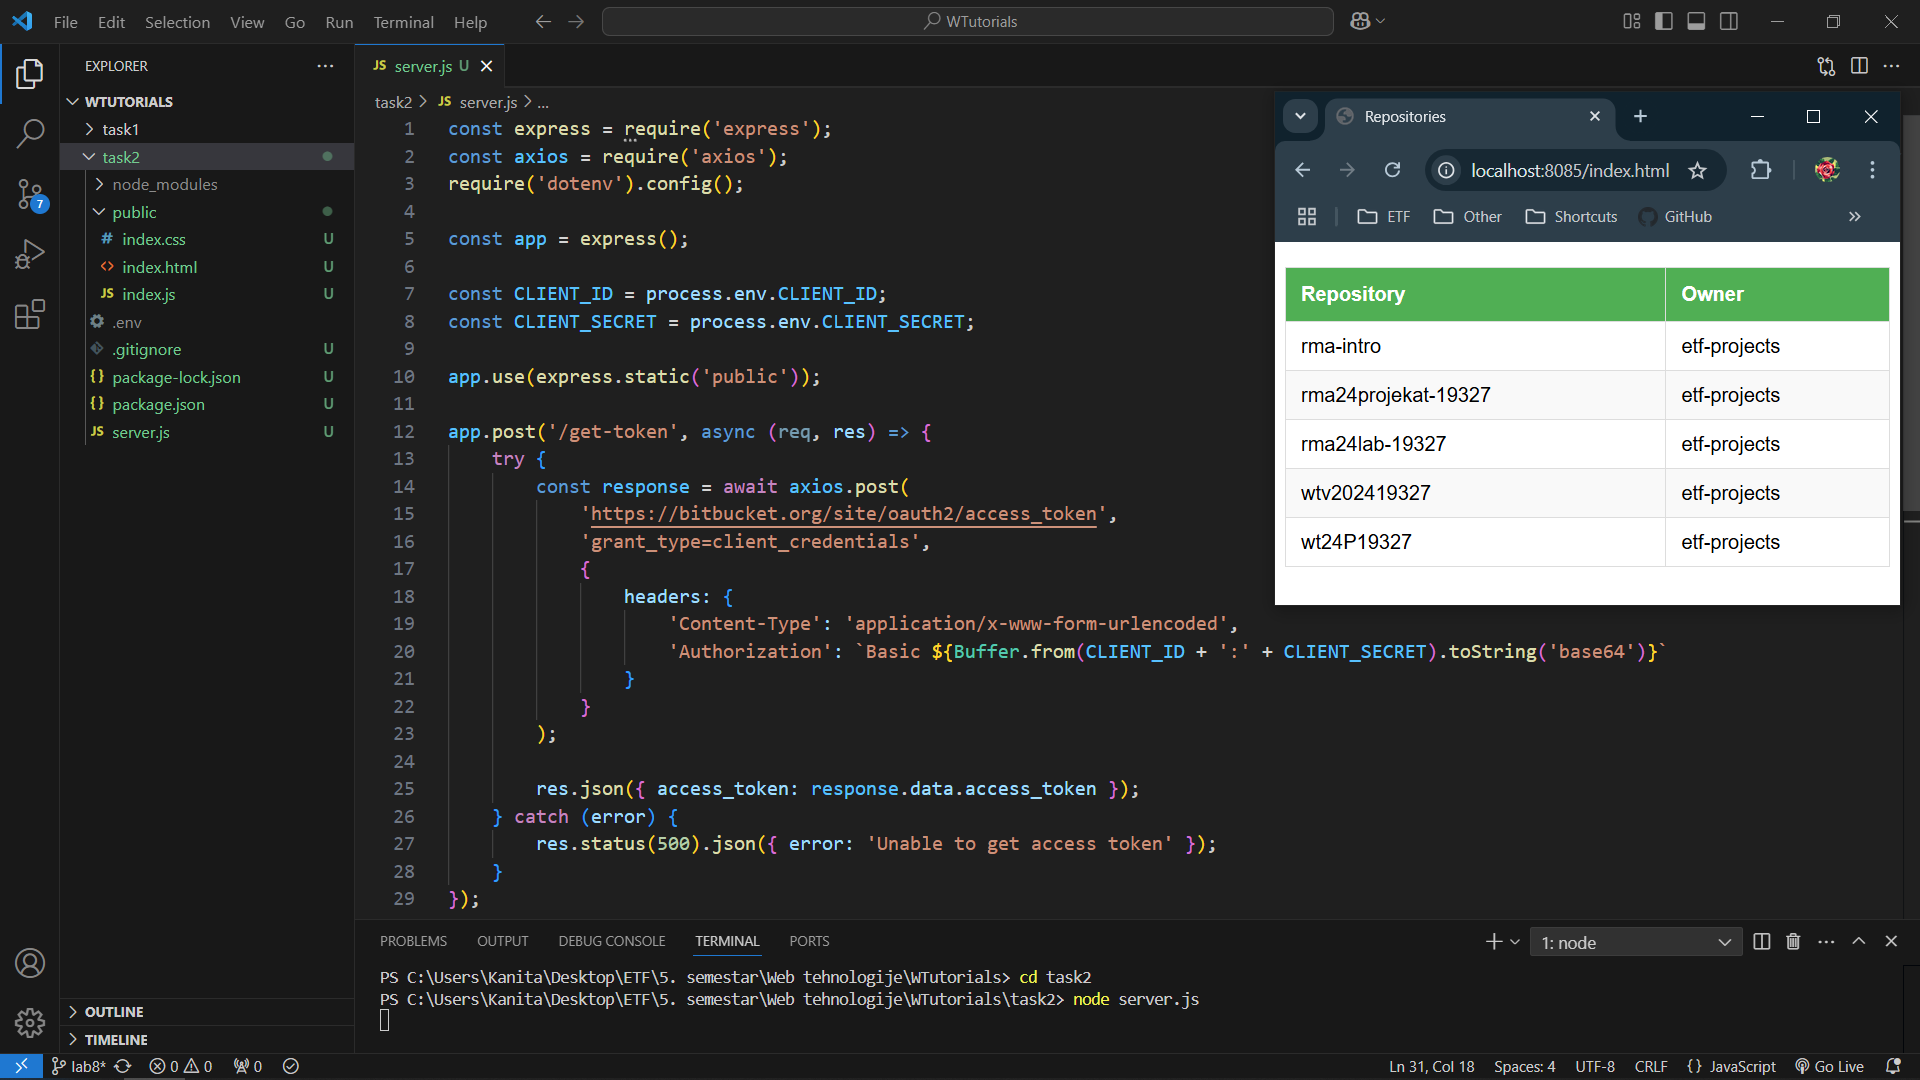 File Edit Selection View Go Run Terminal Help
WTutorials
EXPLORER
WTUTORIALS
task1
task2
node_modules
public
# index.css U
<> index.html U
JS index.js U
.env
.gitignore U
{} package-lock.json U
{} package.json U
JS server.js U
OUTLINE
TIMELINE
7
JS server.js U
task2 > JS server.js > ...
1 const express = require('express');
2 const axios = require('axios');
3 require('dotenv').config();
4
5 const app = express();
6
7 const CLIENT_ID = process.env.CLIENT_ID;
8 const CLIENT_SECRET = process.env.CLIENT_SECRET;
9
10 app.use(express.static('public'));
11
12 app.post('/get-token', async (req, res) => {
13 try {
14 const response = await axios.post(
15 'https://bitbucket.org/site/oauth2/access_token',
16 'grant_type=client_credentials',
17 {
18 headers: {
19 'Content-Type': 'application/x-www-form-urlencoded',
20 'Authorization': `Basic ${Buffer.from(CLIENT_ID + ':' + CLIENT_SECRET).toString('base64')}`
21 }
22 }
23 );
24
25 res.json({ access_token: response.data.access_token });
26 } catch (error) {
27 res.status(500).json({ error: 'Unable to get access token' });
28 }
29 });
Repositories
localhost:8085/index.html
ETF Other Shortcuts GitHub
Repository Owner
rma-intro etf-projects
rma24projekat-19327 etf-projects
rma24lab-19327 etf-projects
wtv202419327 etf-projects
wt24P19327 etf-projects
PROBLEMS OUTPUT DEBUG CONSOLE TERMINAL PORTS
1: node
PS C:\Users\Kanita\Desktop\ETF\5. semestar\Web tehnologije\WTutorials> cd task2
PS C:\Users\Kanita\Desktop\ETF\5. semestar\Web tehnologije\WTutorials\task2> node server.js
lab8* 0 0 0
Ln 31, Col 18 Spaces: 4 UTF-8 CRLF {} JavaScript Go Live